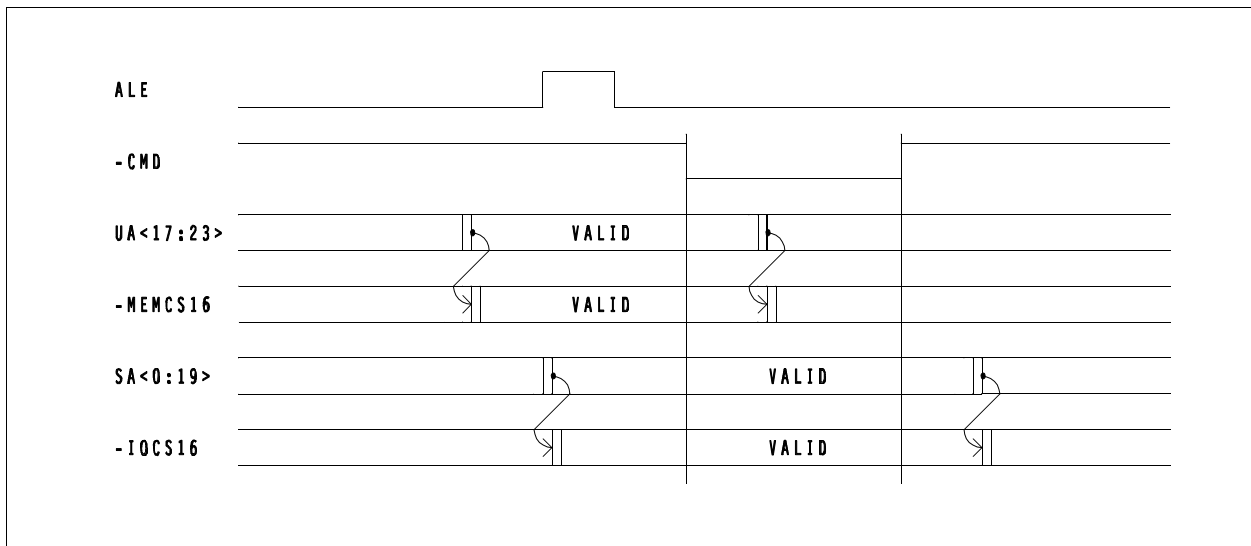 ALE
-CMD
UA<17:23> VALID
-MEMCS16 VALID
SA<0:19> VALID
-IOCS16 VALID